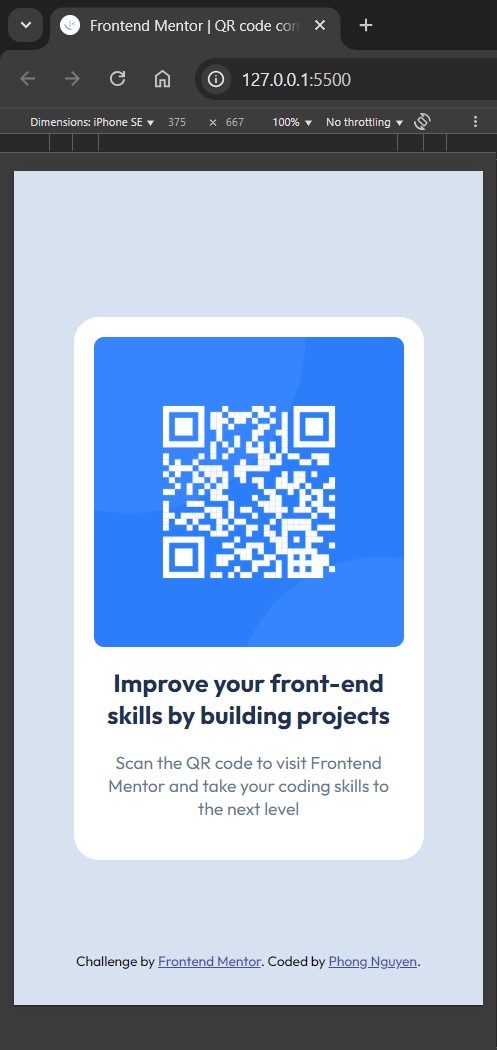 Frontend Mentor | QR code con
127.0.0.1:5500
Dimensions: iPhone SE 375 × 667 100% No throttling
Improve your front-end
skills by building projects
Scan the QR code to visit Frontend
Mentor and take your coding skills to
the next level
Challenge by Frontend Mentor. Coded by Phong Nguyen.